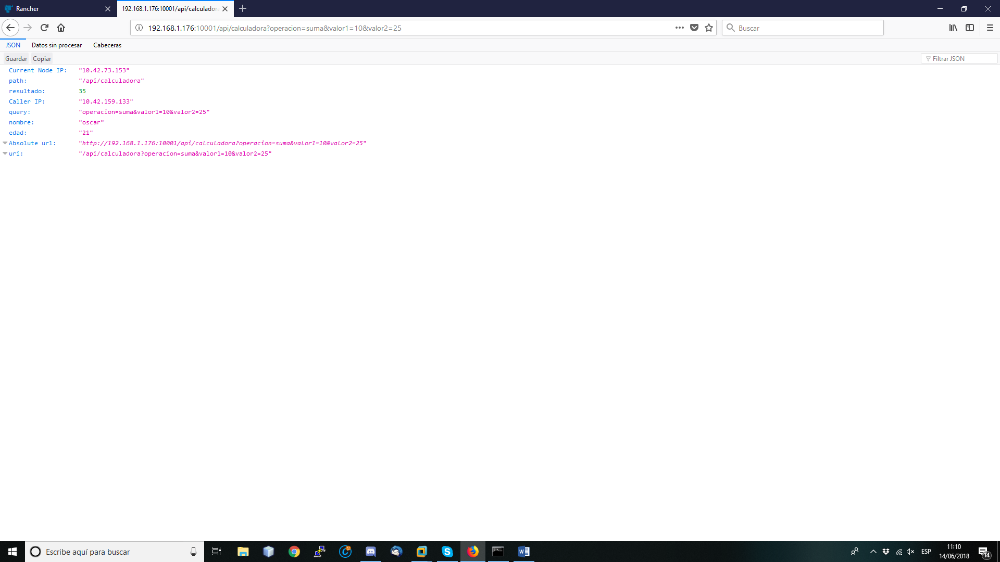 Rancher
192.168.1.176:10001/api/calculadora
192.168.1.176:10001/api/calculadora?operacion=suma&valor1=10&valor2=25
Buscar
JSON Datos sin procesar Cabeceras
Guardar Copiar
Filtrar JSON
Current Node IP: "10.42.73.153"
path: "/api/calculadora"
resultado: 35
Caller IP: "10.42.159.133"
query: "operacion=suma&valor1=10&valor2=25"
nombre: "oscar"
edad: "21"
Absolute url: "http://192.168.1.176:10001/api/calculadora?operacion=suma&valor1=10&valor2=25"
uri: "/api/calculadora?operacion=suma&valor1=10&valor2=25"
Escribe aquí para buscar
ESP
11:10
14/06/2018
14